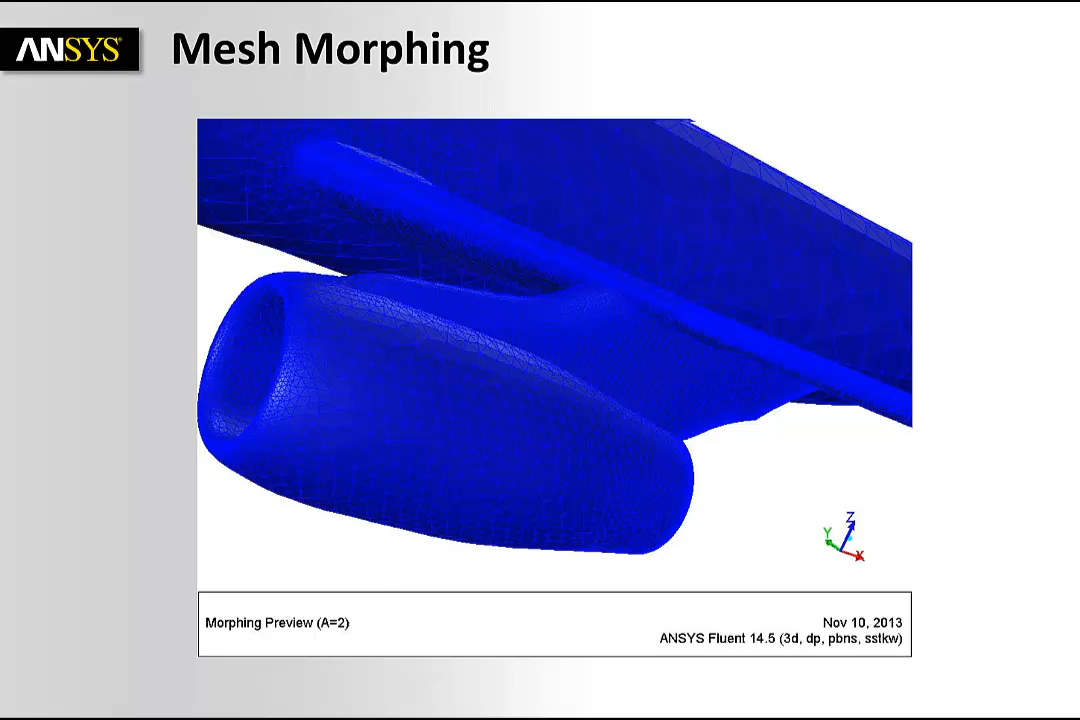 ANSYS
Mesh Morphing
Z
Y
X
Morphing Preview (A=2)
Nov 10, 2013
ANSYS Fluent 14.5 (3d, dp, pbns, sstkw)